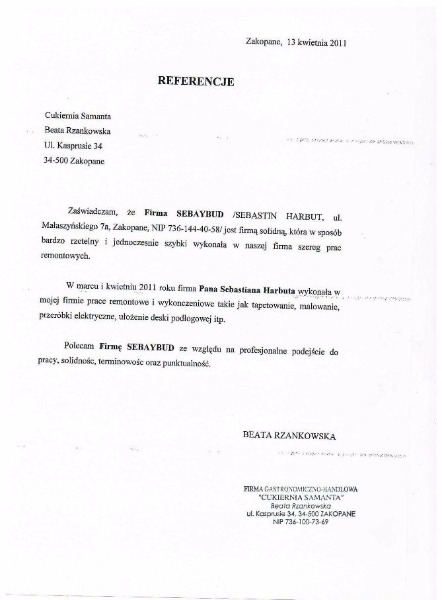 Zakopane, 13 kwietnia 2011
REFERENCJE
Cukiernia Samanta
Beata Rzankowska
Ul. Kasprusie 34
34-500 Zakopane
Zaświadczam, że Firma SEBAYBUD /SEBASTIN HARBUT, ul.
Małaszyńskiego 7a, Zakopane, NIP 736-144-40-58/ jest firmą solidną, która w sposób
bardzo rzetelny i jednocześnie szybki wykonała w naszej firma szereg prac
remontowych.
W marcu i kwietniu 2011 roku firma Pana Sebastiana Harbuta wykonała w
mojej firmie prace remontowe i wykonczeniowe takie jak tapetowanie, malowanie,
przeróbki elektryczne, ułożenie deski podłogowej itp.
Polecam Firmę SEBAYBUD ze względu na profesjonalne podejście do
pracy, solidnośc, terminowośc oraz punktualność.
BEATA RZANKOWSKA
FIRMA GASTRONOMICZNO-HANDLOWA
"CUKIERNIA SAMANTA"
Beata Rzankowska
ul. Kasprusie 34, 34-500 ZAKOPANE
NIP 736-100-73-69